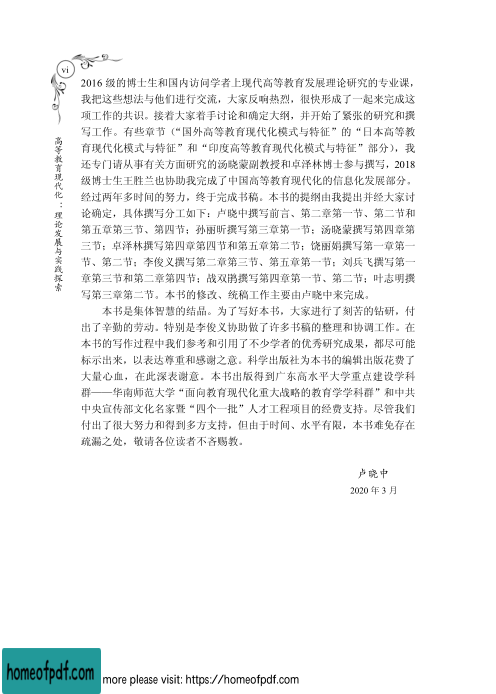 vi
高等教育现代化：理论发展与实践探索
2016 级的博士生和国内访问学者上现代高等教育发展理论研究的专业课，
我把这些想法与他们进行交流，大家反响热烈，很快形成了一起来完成这
项工作的共识。接着大家着手讨论和确定大纲，并开始了紧张的研究和撰
写工作。有些章节（“国外高等教育现代化模式与特征”的“日本高等教
育现代化模式与特征”和“印度高等教育现代化模式与特征”部分），我
还专门请从事有关方面研究的汤晓蒙副教授和卓泽林博士参与撰写，2018
级博士生王胜兰也协助我完成了中国高等教育现代化的信息化发展部分。
经过两年多时间的努力，终于完成书稿。本书的提纲由我提出并经大家讨
论确定，具体撰写分工如下：卢晓中撰写前言、第二章第一节、第二节和
第五章第三节、第四节；孙丽昕撰写第三章第一节；汤晓蒙撰写第四章第
三节；卓泽林撰写第四章第四节和第五章第二节；饶丽娟撰写第一章第一
节、第二节；李俊义撰写第二章第三节、第五章第一节；刘兵飞撰写第一
章第三节和第二章第四节；战双鹃撰写第四章第一节、第二节；叶志明撰
写第三章第二节。本书的修改、统稿工作主要由卢晓中来完成。
本书是集体智慧的结晶。为了写好本书，大家进行了刻苦的钻研，付
出了辛勤的劳动。特别是李俊义协助做了许多书稿的整理和协调工作。在
本书的写作过程中我们参考和引用了不少学者的优秀研究成果，都尽可能
标示出来，以表达尊重和感谢之意。科学出版社为本书的编辑出版花费了
大量心血，在此深表谢意。本书出版得到广东高水平大学重点建设学科
群——华南师范大学“面向教育现代化重大战略的教育学学科群”和中共
中央宣传部文化名家暨“四个一批”人才工程项目的经费支持。尽管我们
付出了很大努力和得到多方支持，但由于时间、水平有限，本书难免存在
疏漏之处，敬请各位读者不吝赐教。
卢晓中
2020 年 3 月
homeofpdf.com
more please visit: https://homeofpdf.com